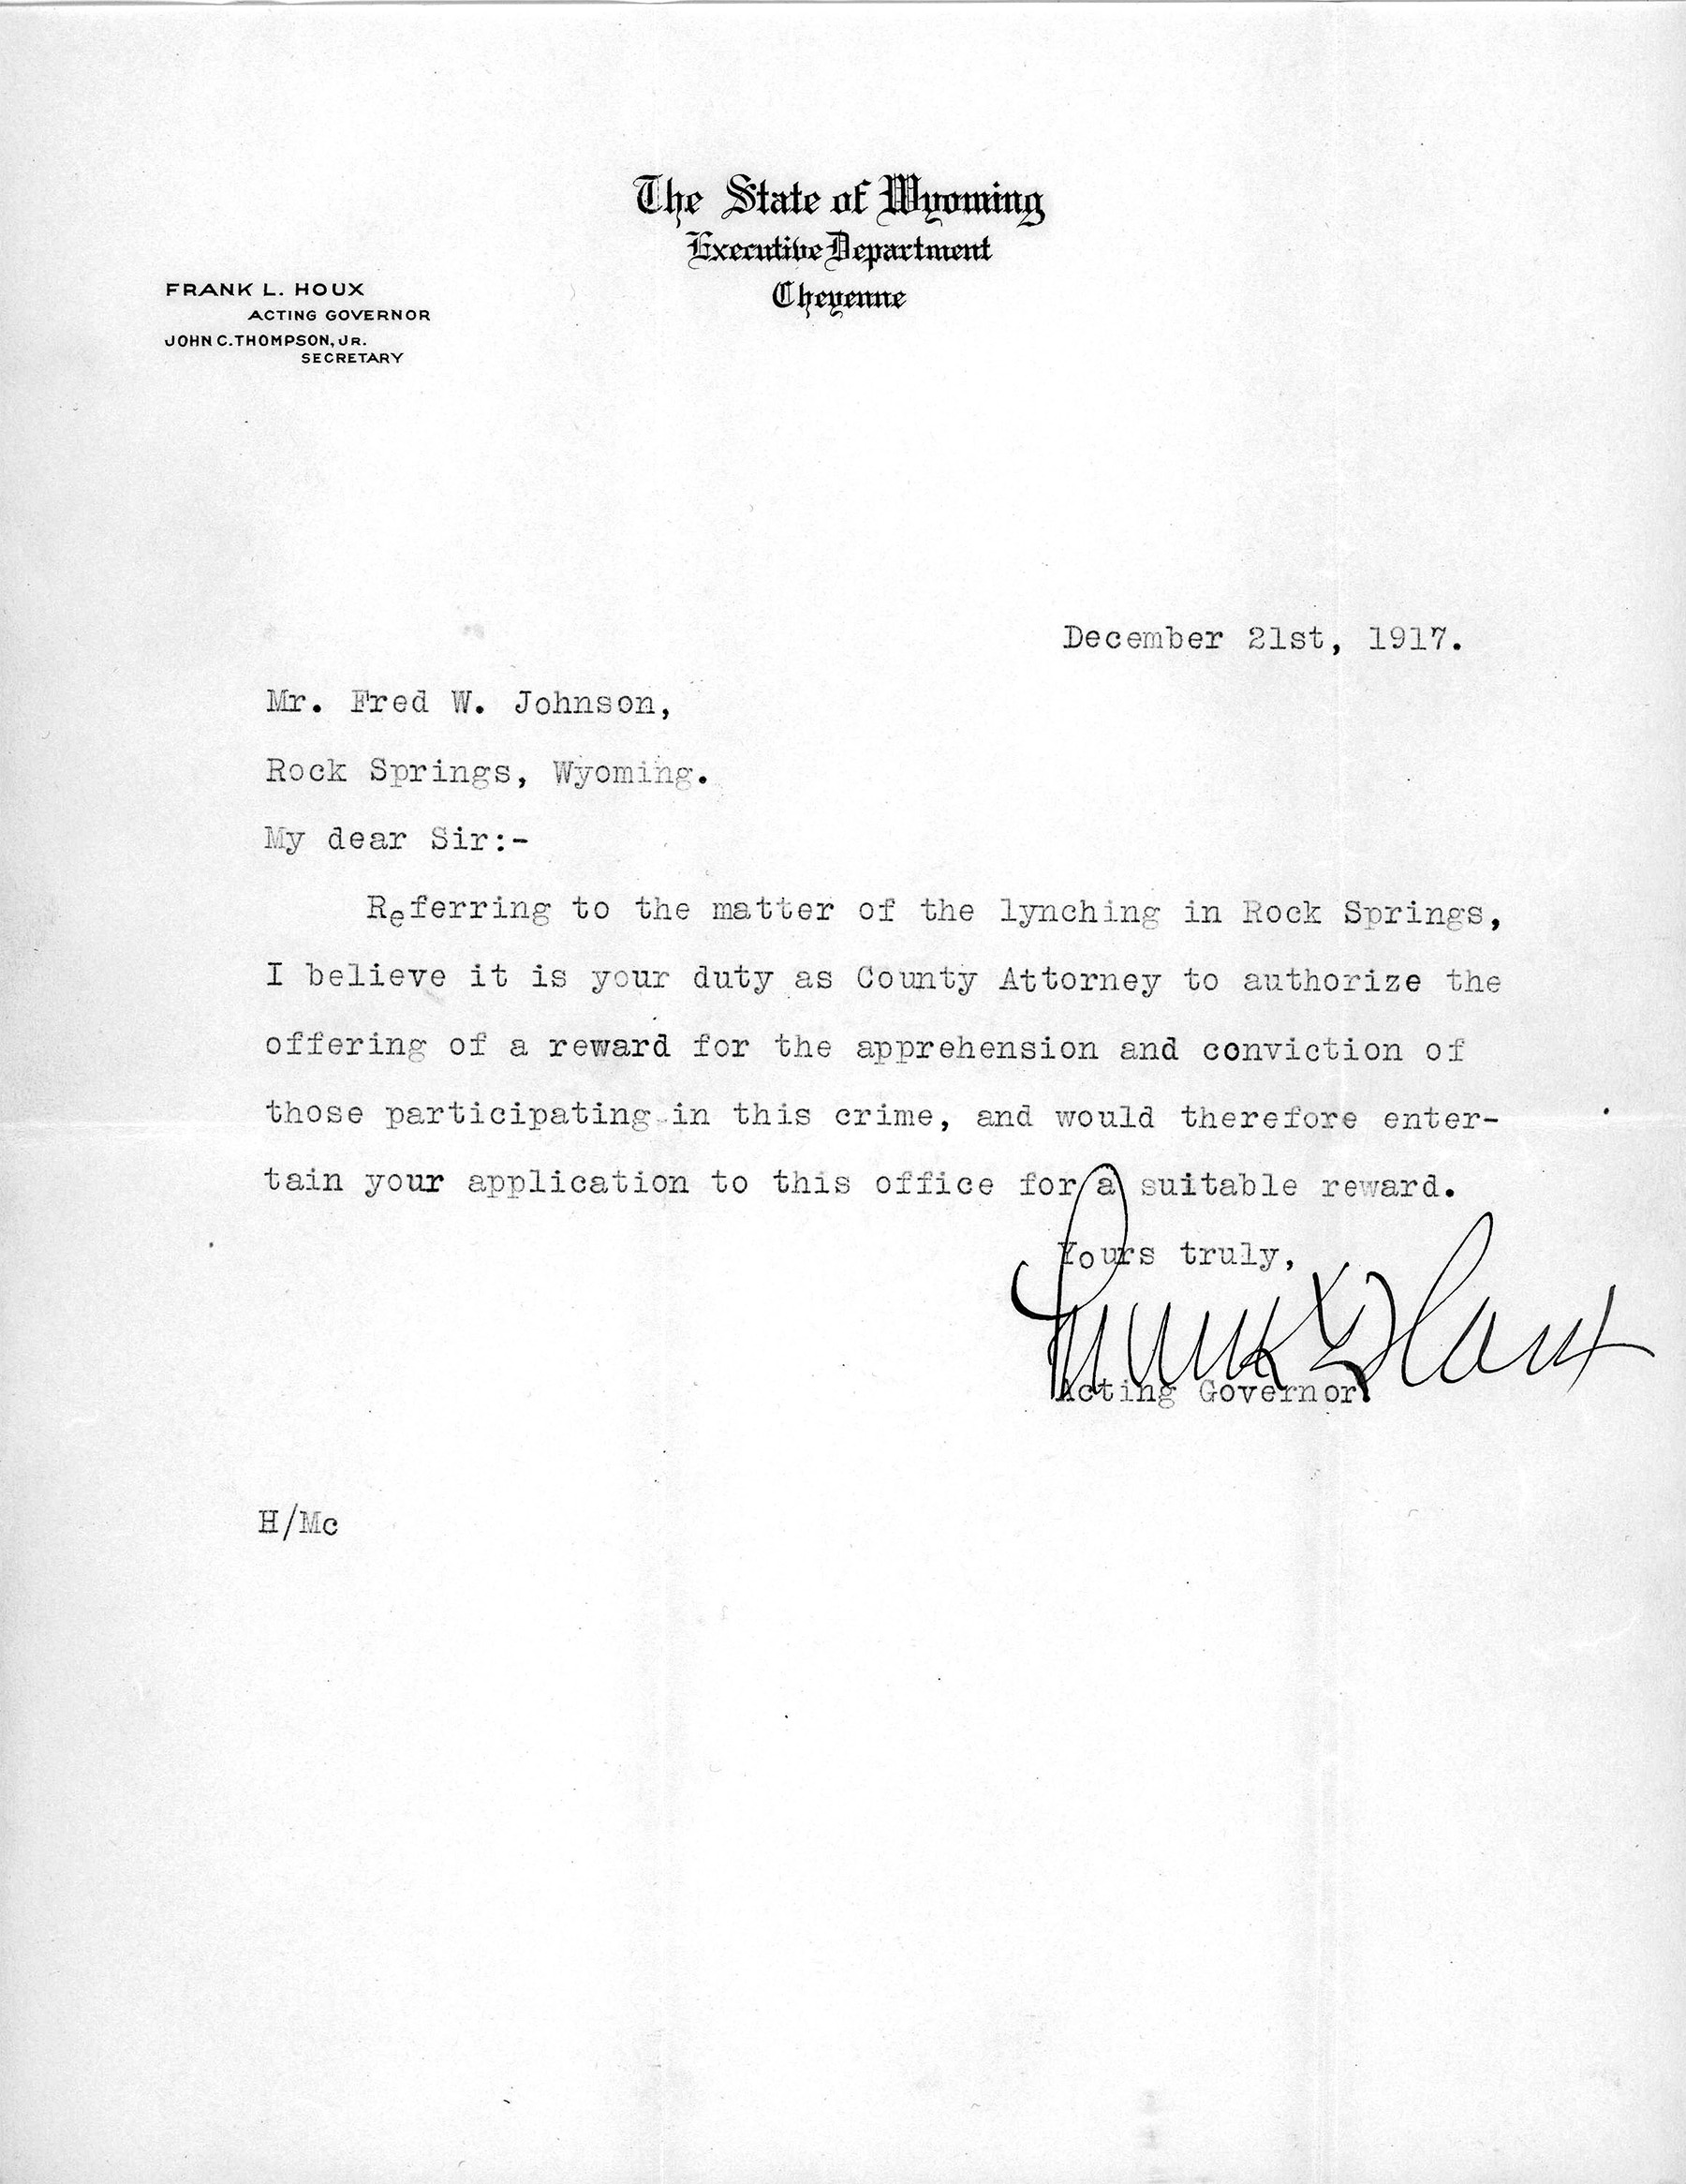 The State of Wyoming
Executive Department
Cheyenne
FRANK L. HOUX
ACTING GOVERNOR
JOHN C. THOMPSON, JR.
SECRETARY
December 21st, 1917.
Mr. Fred W. Johnson,
Rock Springs, Wyoming.
My dear Sir:-
Referring to the matter of the lynching in Rock Springs,
I believe it is your duty as County Attorney to authorize the
offering of a reward for the apprehension and conviction of
those participating in this crime, and would therefore enter-
tain your application to this office for a suitable reward.
Yours truly,
Frank L Houx
Acting Governor.
H/Mc